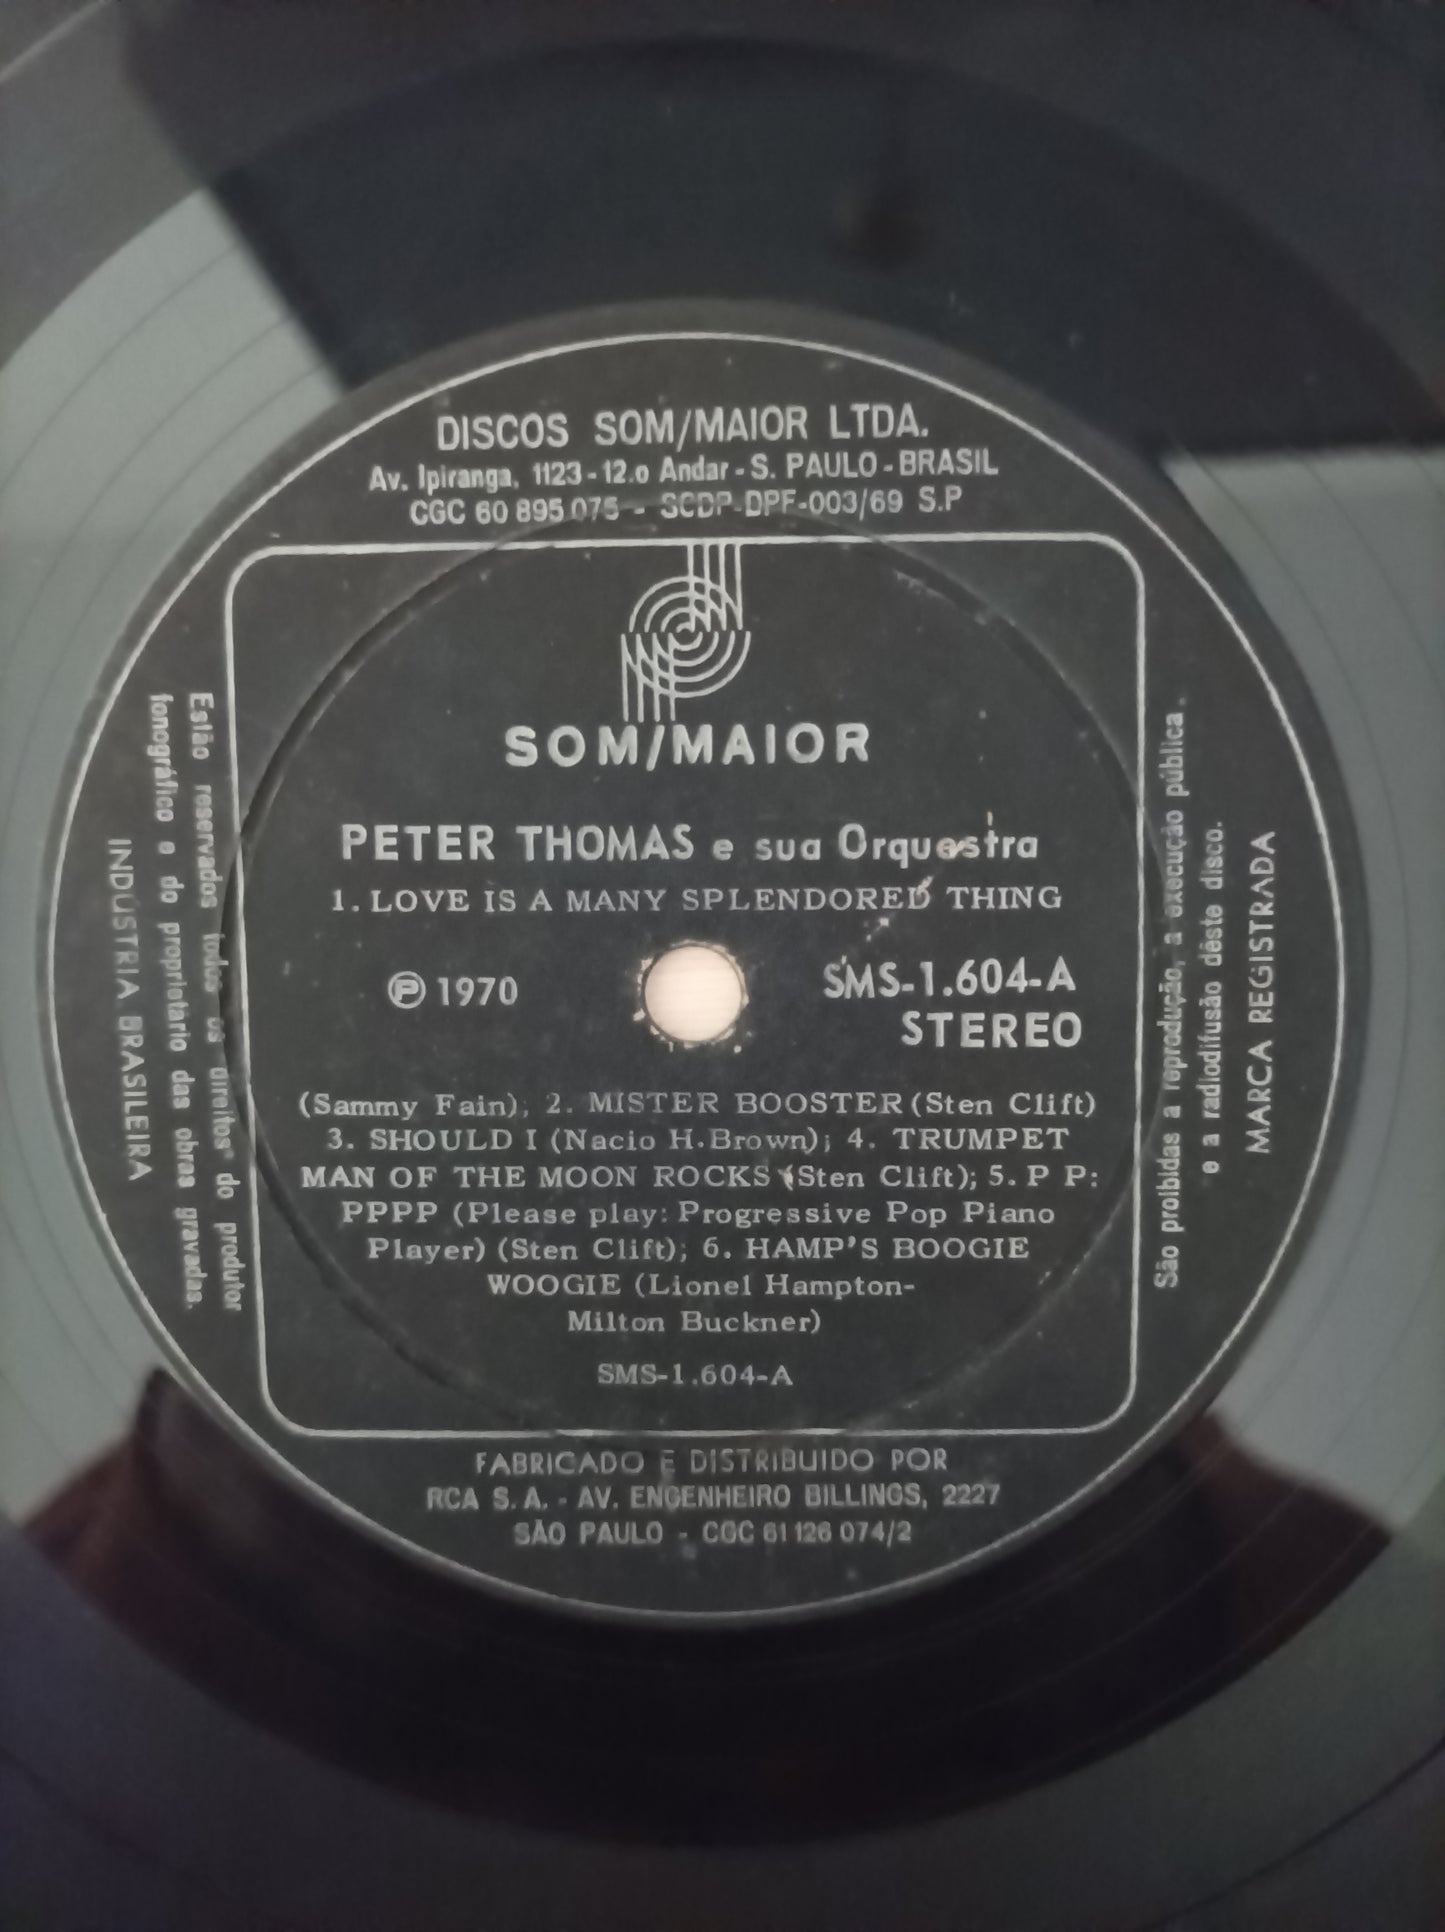 DISCOS SOM/MAIOR LTDA.
Av. Ipiranga, 1123-12.o Andar - S. PAULO - BRASIL
CGC 60 895 075 - SCDP-DPF-003/69 S.P
SOM/MAIOR
PETER THOMAS e sua Orquestra
1. LOVE IS A MANY SPLENDORED THING
℗ 1970
SMS-1.604-A
STEREO
(Sammy Fain); 2. MISTER BOOSTER (Sten Clift)
3. SHOULD I (Nacio H.Brown); 4. TRUMPET
MAN OF THE MOON ROCKS (Sten Clift); 5. P P:
PPPP (Please play: Progressive Pop Piano
Player) (Sten Clift); 6. HAMP'S BOOGIE
WOOGIE (Lionel Hampton-
Milton Buckner)
SMS-1.604-A
FABRICADO E DISTRIBUIDO POR
RCA S.A. - AV. ENGENHEIRO BILLINGS, 2227
SÃO PAULO - CGC 61 126 074/2
Estão reservados todos os direitos do produtor
fonográfico e do proprietário das obras gravadas.
INDÚSTRIA BRASILEIRA
São proibidas a reprodução, a execução pública,
e a radiodifusão dêste disco.
MARCA REGISTRADA